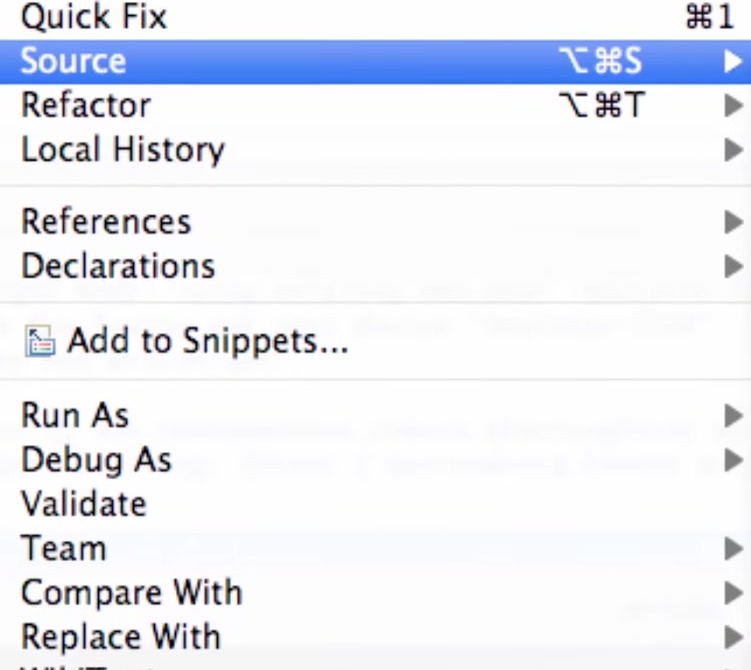 Quick Fix ⌘1
Source ⌥⌘S
Refactor ⌥⌘T
Local History
References
Declarations
Add to Snippets...
Run As
Debug As
Validate
Team
Compare With
Replace With